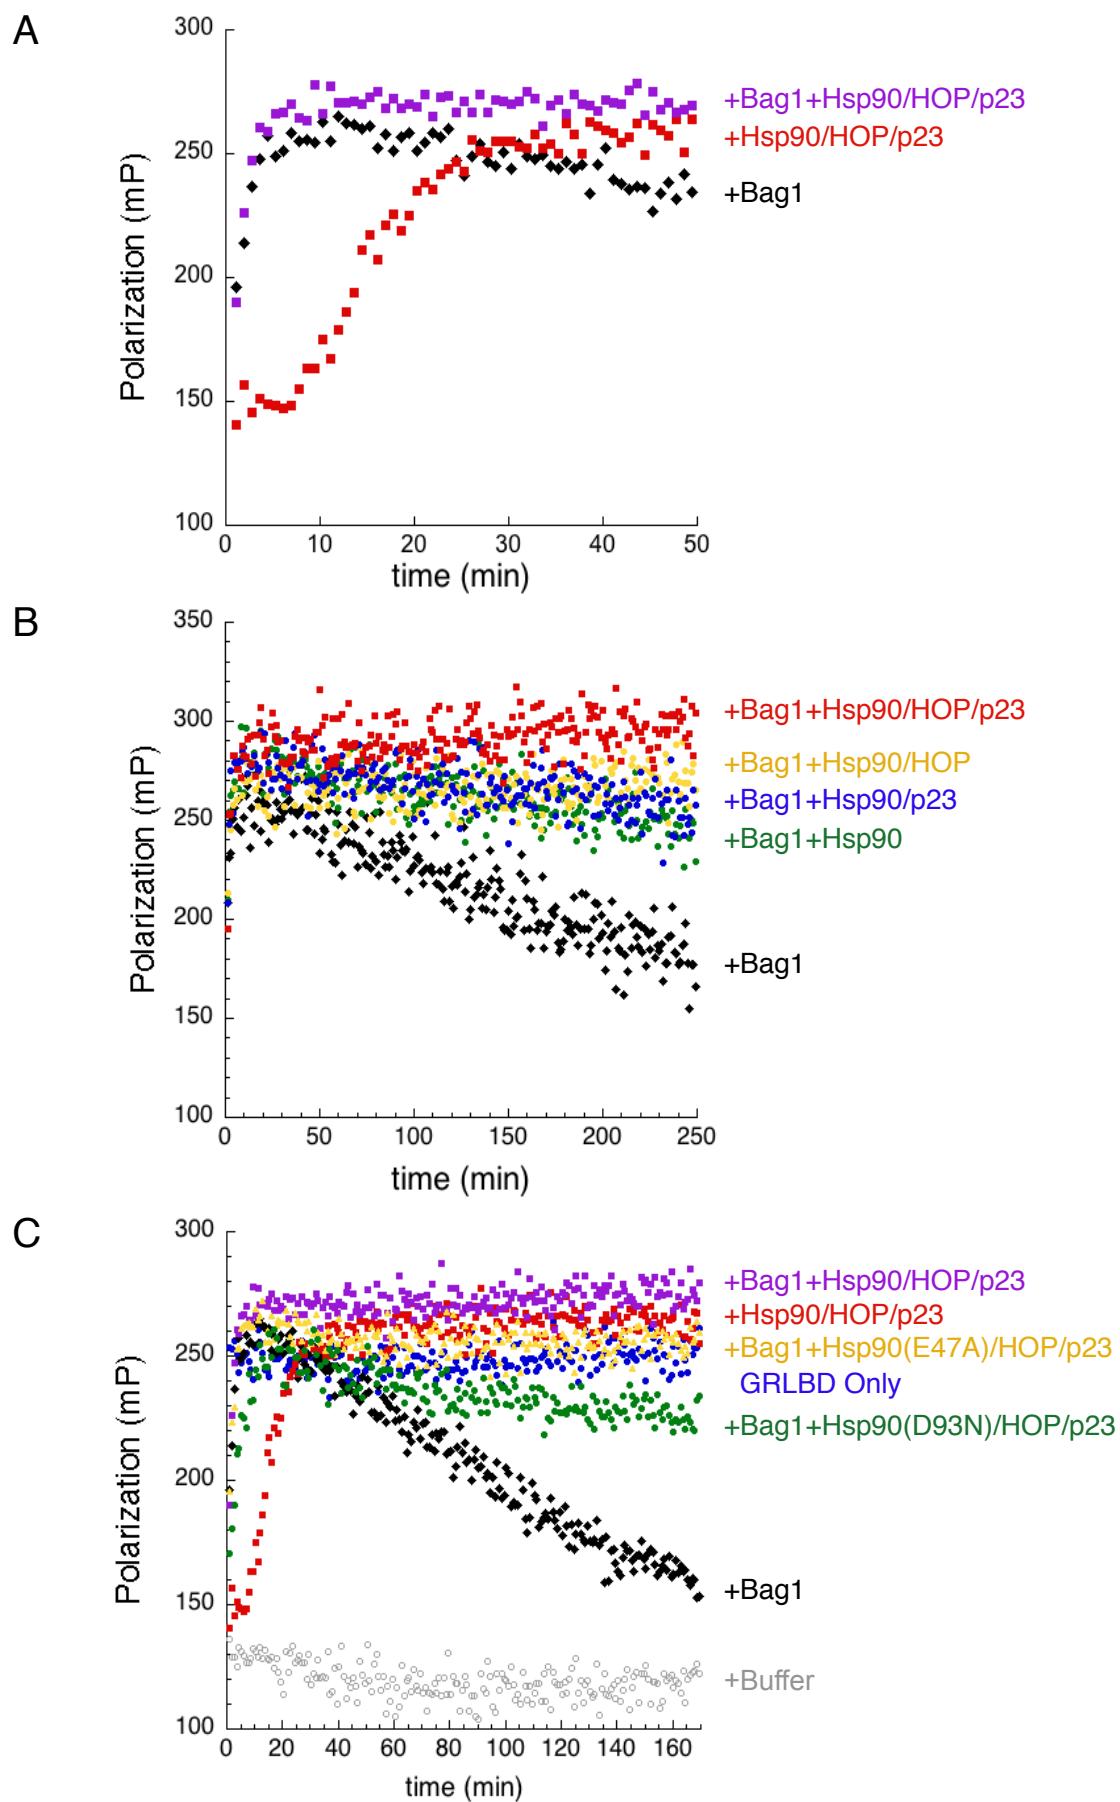 A
300
250
200
150
100
Polarization (mP)
0 10 20 30 40 50
time (min)
+Bag1+Hsp90/HOP/p23
+Hsp90/HOP/p23
+Bag1
B
350
300
250
200
150
100
Polarization (mP)
0 50 100 150 200 250
time (min)
+Bag1+Hsp90/HOP/p23
+Bag1+Hsp90/HOP
+Bag1+Hsp90/p23
+Bag1+Hsp90
+Bag1
C
300
250
200
150
100
Polarization (mP)
0 20 40 60 80 100 120 140 160
time (min)
+Bag1+Hsp90/HOP/p23
+Hsp90/HOP/p23
+Bag1+Hsp90(E47A)/HOP/p23
GRLBD Only
+Bag1+Hsp90(D93N)/HOP/p23
+Bag1
+Buffer